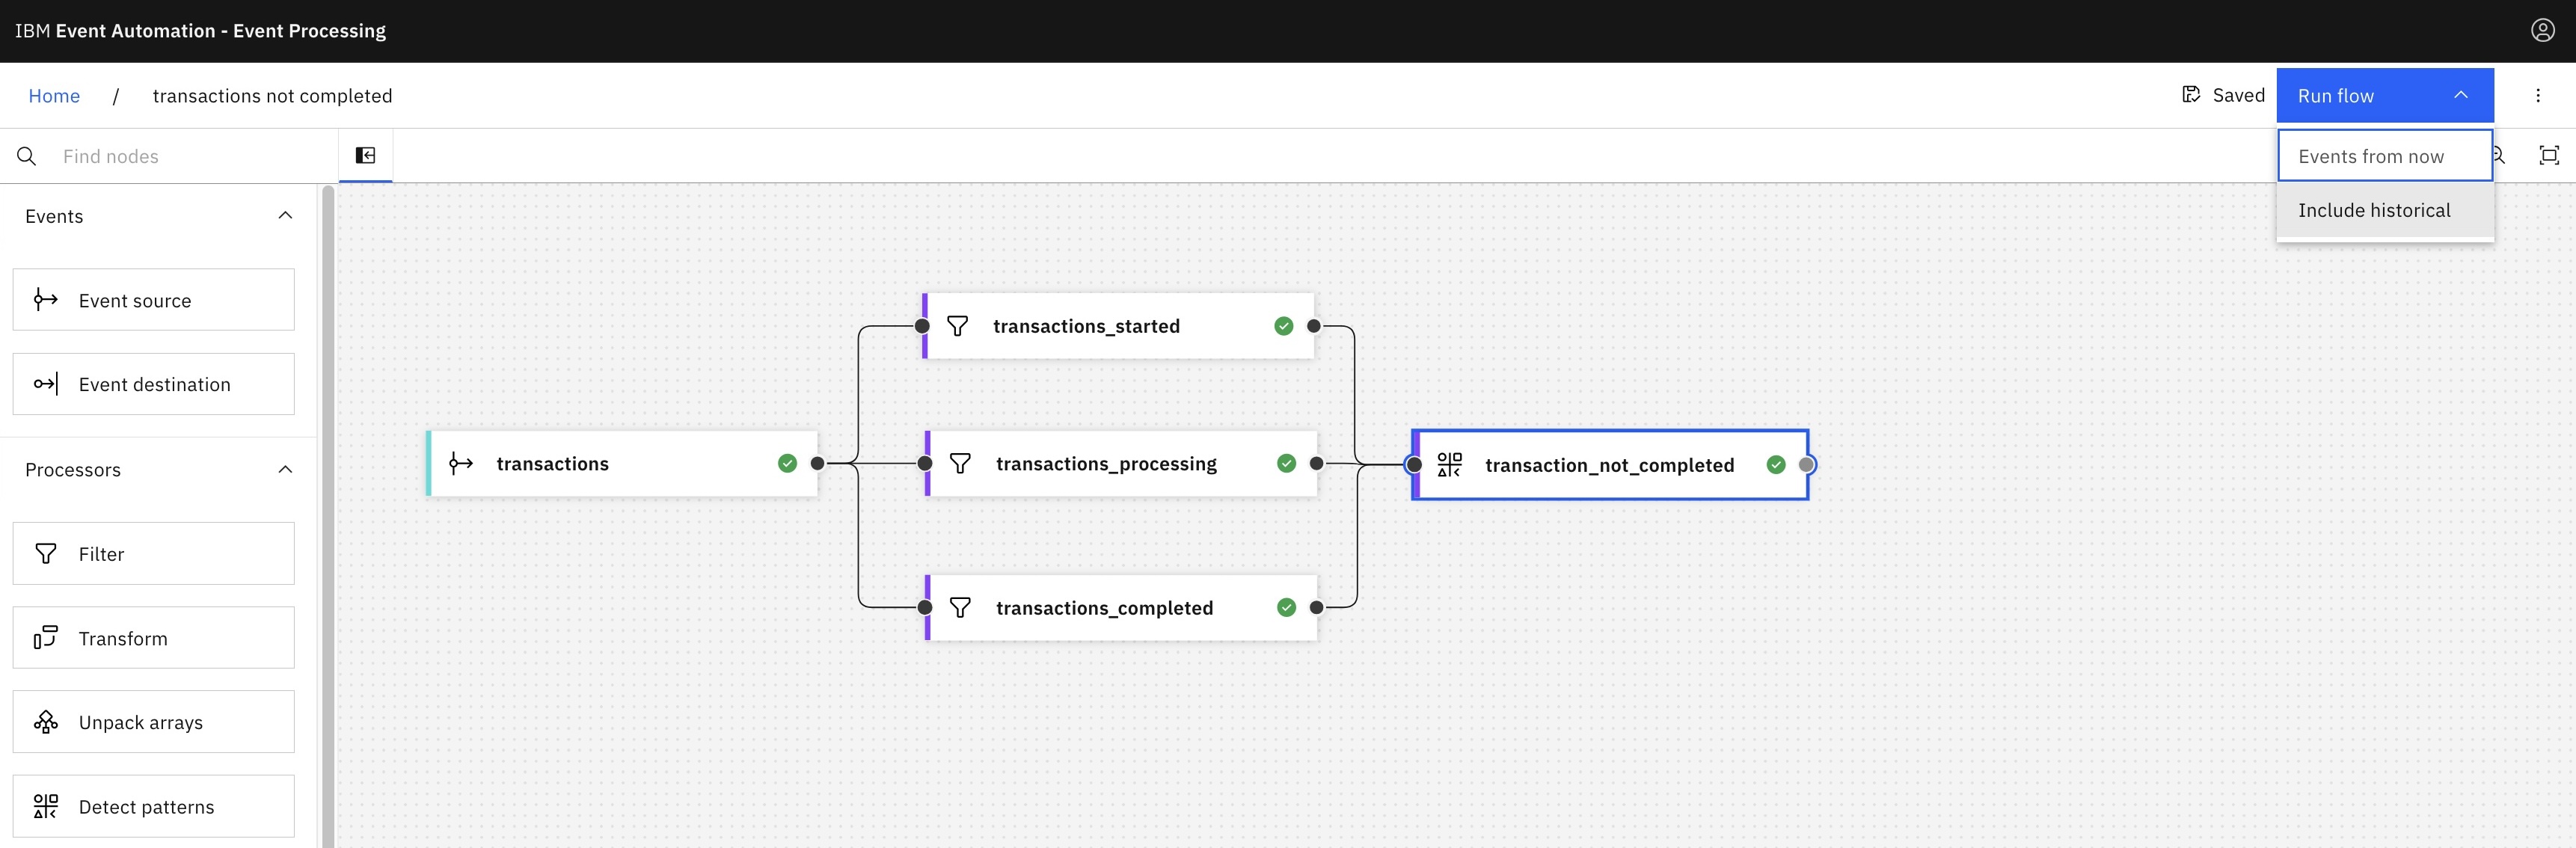 IBM Event Automation - Event Processing
Home / transactions not completed
Saved
Run flow
Find nodes
Events from now
Include historical
Events
Event source
Event destination
Processors
Filter
Transform
Unpack arrays
Detect patterns
transactions
transactions_started
transactions_processing
transactions_completed
transaction_not_completed